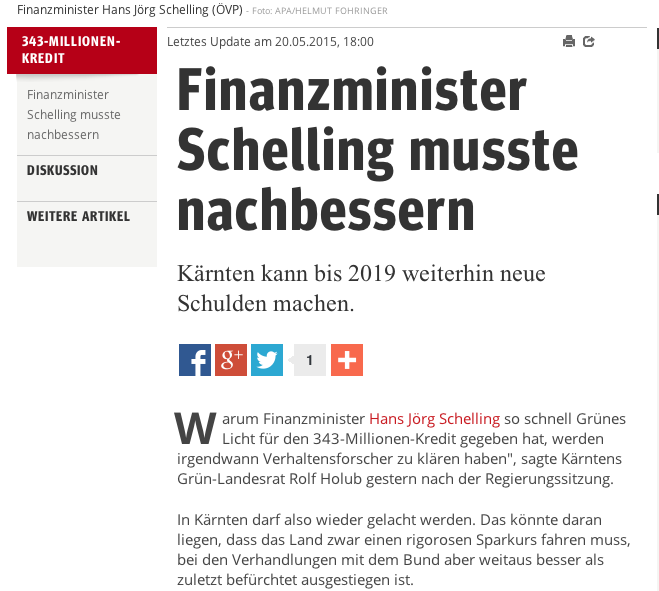 Finanzminister Hans Jörg Schelling (ÖVP) - Foto: APA/HELMUT FOHRINGER
343-MILLIONEN-
KREDIT
Finanzminister
Schelling musste
nachbessern
DISKUSSION
WEITERE ARTIKEL
Letztes Update am 20.05.2015, 18:00
Finanzminister
Schelling musste
nachbessern
Kärnten kann bis 2019 weiterhin neue
Schulden machen.
f g+ 1 +
Warum Finanzminister Hans Jörg Schelling so schnell Grünes
Licht für den 343-Millionen-Kredit gegeben hat, werden
irgendwann Verhaltensforscher zu klären haben", sagte Kärntens
Grün-Landesrat Rolf Holub gestern nach der Regierungssitzung.
In Kärnten darf also wieder gelacht werden. Das könnte daran
liegen, dass das Land zwar einen rigorosen Sparkurs fahren muss,
bei den Verhandlungen mit dem Bund aber weitaus besser als
zuletzt befürchtet ausgestiegen ist.